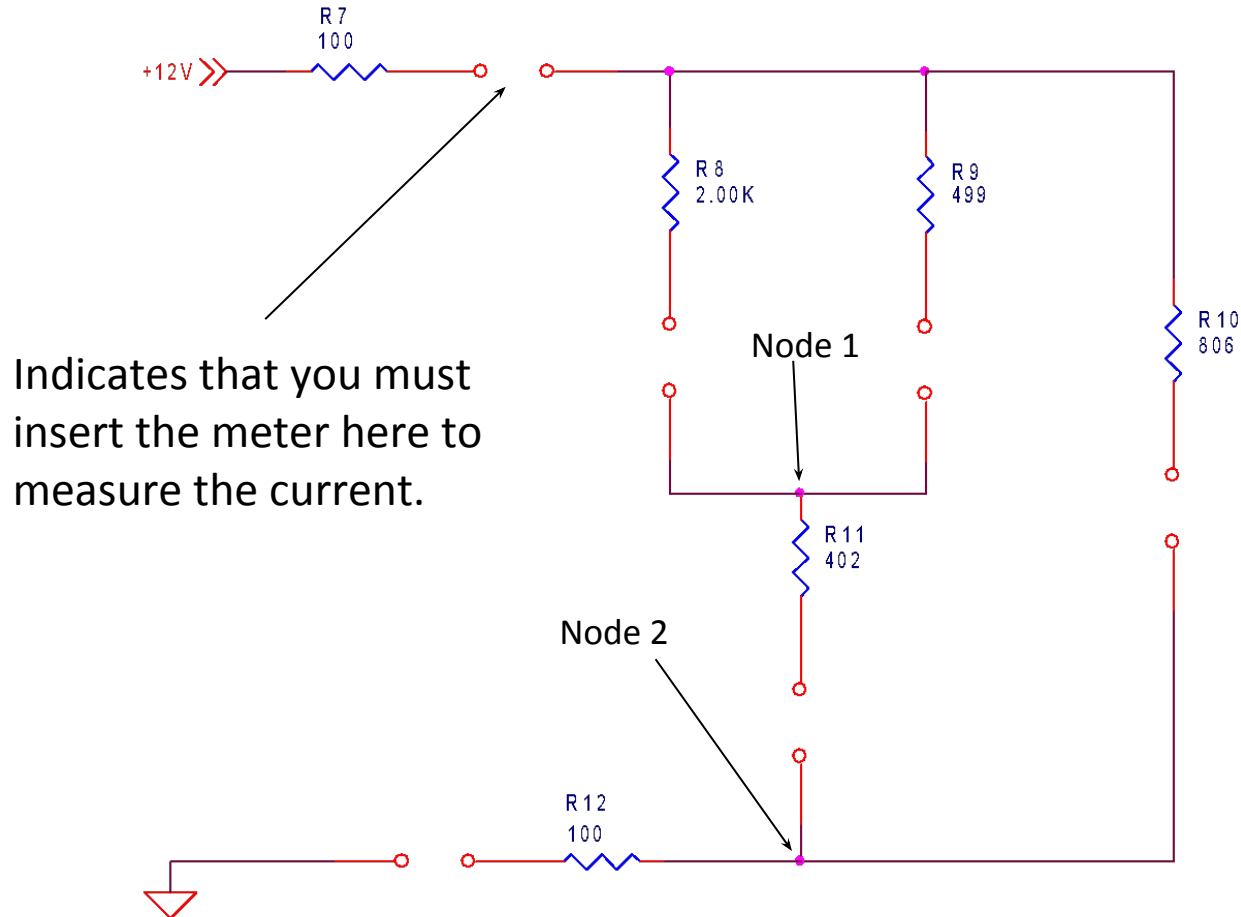 R7
100
+12V
R8
2.00K
R9
499
R10
806
Node 1
Indicates that you must
insert the meter here to
measure the current.
R11
402
Node 2
R12
100